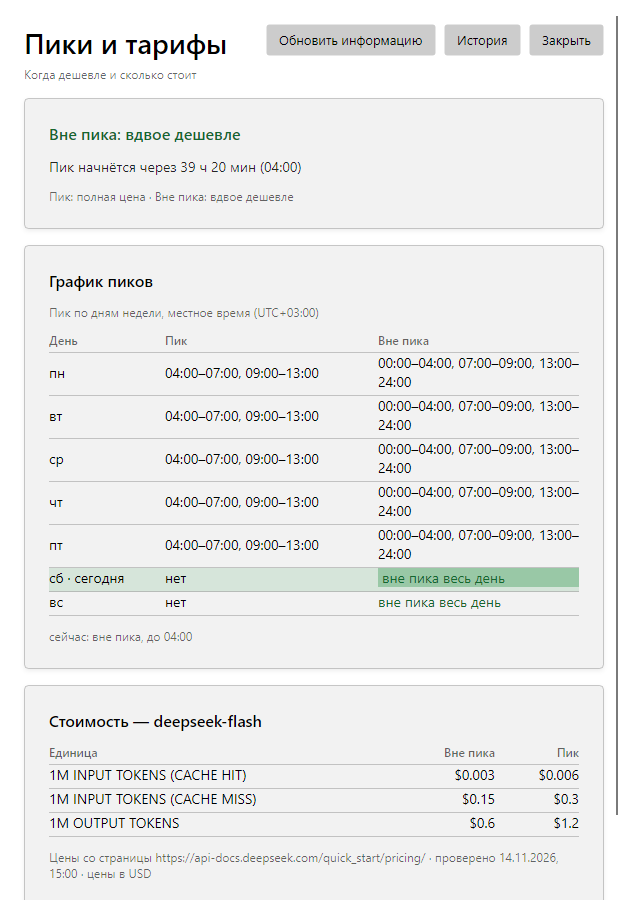 Пики и тарифы
Обновить информацию
История
Закрыть
Когда дешевле и сколько стоит
Вне пика: вдвое дешевле
Пик начнётся через 39 ч 20 мин (04:00)
Пик: полная цена · Вне пика: вдвое дешевле
График пиков
Пик по дням недели, местное время (UTC+03:00)
День Пик Вне пика
пн 04:00–07:00, 09:00–13:00 00:00–04:00, 07:00–09:00, 13:00–
24:00
вт 04:00–07:00, 09:00–13:00 00:00–04:00, 07:00–09:00, 13:00–
24:00
ср 04:00–07:00, 09:00–13:00 00:00–04:00, 07:00–09:00, 13:00–
24:00
чт 04:00–07:00, 09:00–13:00 00:00–04:00, 07:00–09:00, 13:00–
24:00
пт 04:00–07:00, 09:00–13:00 00:00–04:00, 07:00–09:00, 13:00–
24:00
сб · сегодня нет вне пика весь день
вс нет вне пика весь день
сейчас: вне пика, до 04:00
Стоимость — deepseek-flash
Единица Вне пика Пик
1M INPUT TOKENS (CACHE HIT) $0.003 $0.006
1M INPUT TOKENS (CACHE MISS) $0.15 $0.3
1M OUTPUT TOKENS $0.6 $1.2
Цены со страницы https://api-docs.deepseek.com/quick_start/pricing/ · проверено 14.11.2026,
15:00 · цены в USD